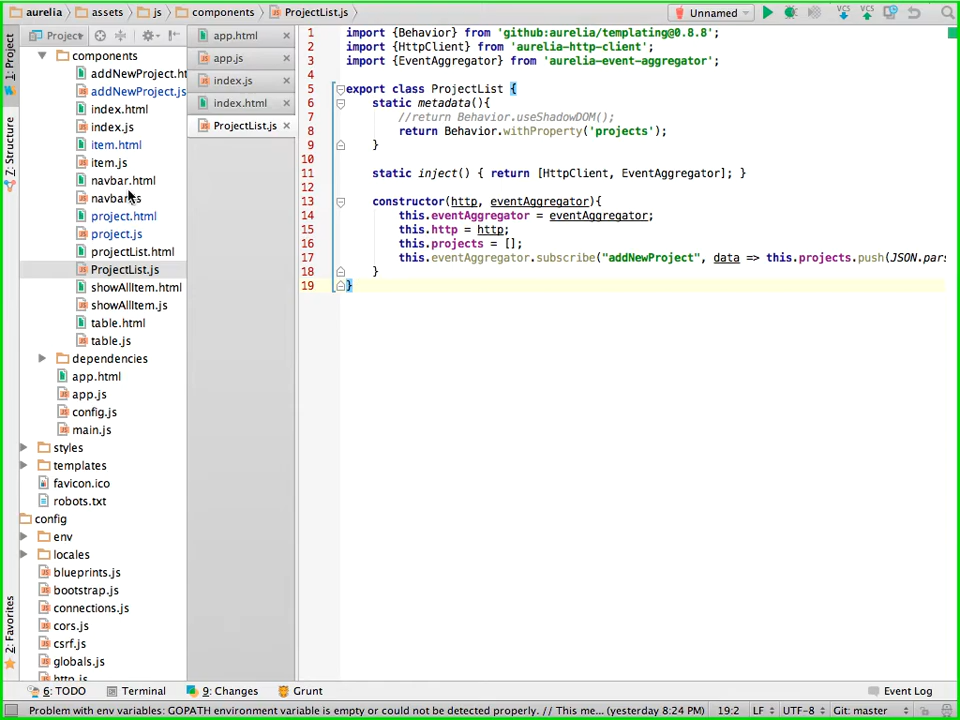 aurelia assets js components ProjectList.js Unnamed VCS VCS
1: Project
7: Structure
2: Favorites
Project
components
addNewProject.ht
addNewProject.js
index.html
index.js
item.html
item.js
navbar.html
navbar.js
project.html
project.js
projectList.html
ProjectList.js
showAllItem.html
showAllItem.js
table.html
table.js
dependencies
app.html
app.js
config.js
main.js
styles
templates
favicon.ico
robots.txt
config
env
locales
blueprints.js
bootstrap.js
connections.js
cors.js
csrf.js
globals.js
http.js
app.html
app.js
index.js
index.html
ProjectList.js
1 import {Behavior} from 'github:aurelia/templating@0.8.8';
2 import {HttpClient} from 'aurelia-http-client';
3 import {EventAggregator} from 'aurelia-event-aggregator';
4
5 export class ProjectList {
6 static metadata(){
7 //return Behavior.useShadowDOM();
8 return Behavior.withProperty('projects');
9 }
10
11 static inject() { return [HttpClient, EventAggregator]; }
12
13 constructor(http, eventAggregator){
14 this.eventAggregator = eventAggregator;
15 this.http = http;
16 this.projects = [];
17 this.eventAggregator.subscribe("addNewProject", data => this.projects.push(JSON.pars
18 }
19 }
6: TODO Terminal 9: Changes Grunt Event Log
Problem with env variables: GOPATH environment variable is empty or could not be detected properly. // This me... (yesterday 8:24 PM) 19:2 LF UTF-8 Git: master